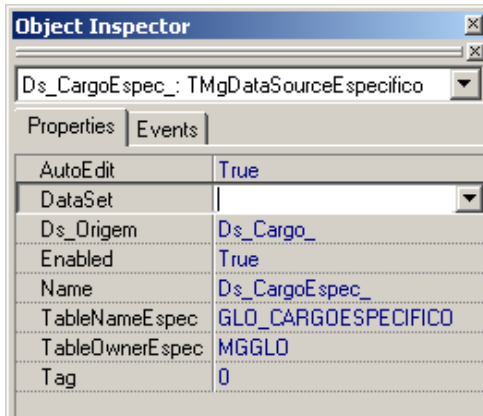 Object Inspector
Ds_CargoEspec_: TMgDataSourceEspecifico
Properties Events
AutoEdit True
DataSet
Ds_Origem Ds_Cargo_
Enabled True
Name Ds_CargoEspec_
TableNameEspec GLO_CARGOESPECIFICO
TableOwnerEspec MGGLO
Tag 0